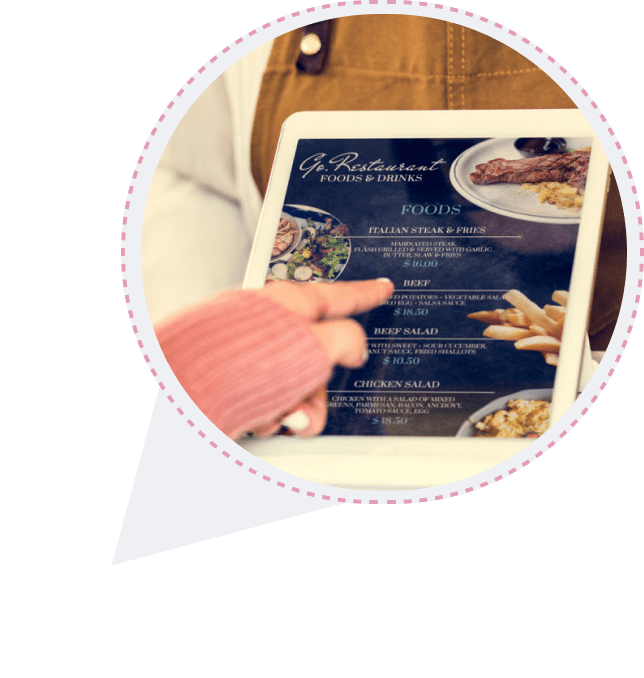 Go. Restaurant
FOODS & DRINKS
FOODS
ITALIAN STEAK & FRIES
MARINATED STEAK,
FLASH GRILLED & SERVED WITH GARLIC
BUTTER, SLAW & FRIES
$ 16.00
BEEF
POTATOES - VEGETABLE
EGG - SALSA SAUCE
$ 18.50
BEEF SALAD
WITH SWEET - SOUR CUCUMBER,
SAUCE, FRIED SHALLOTS
$ 10.50
CHICKEN SALAD
CHICKEN WITH A SALAD OF MIXED
GREENS, PARMESAN, BACON, ANCHOVY,
TOMATO SAUCE, EGG
$ 18.50